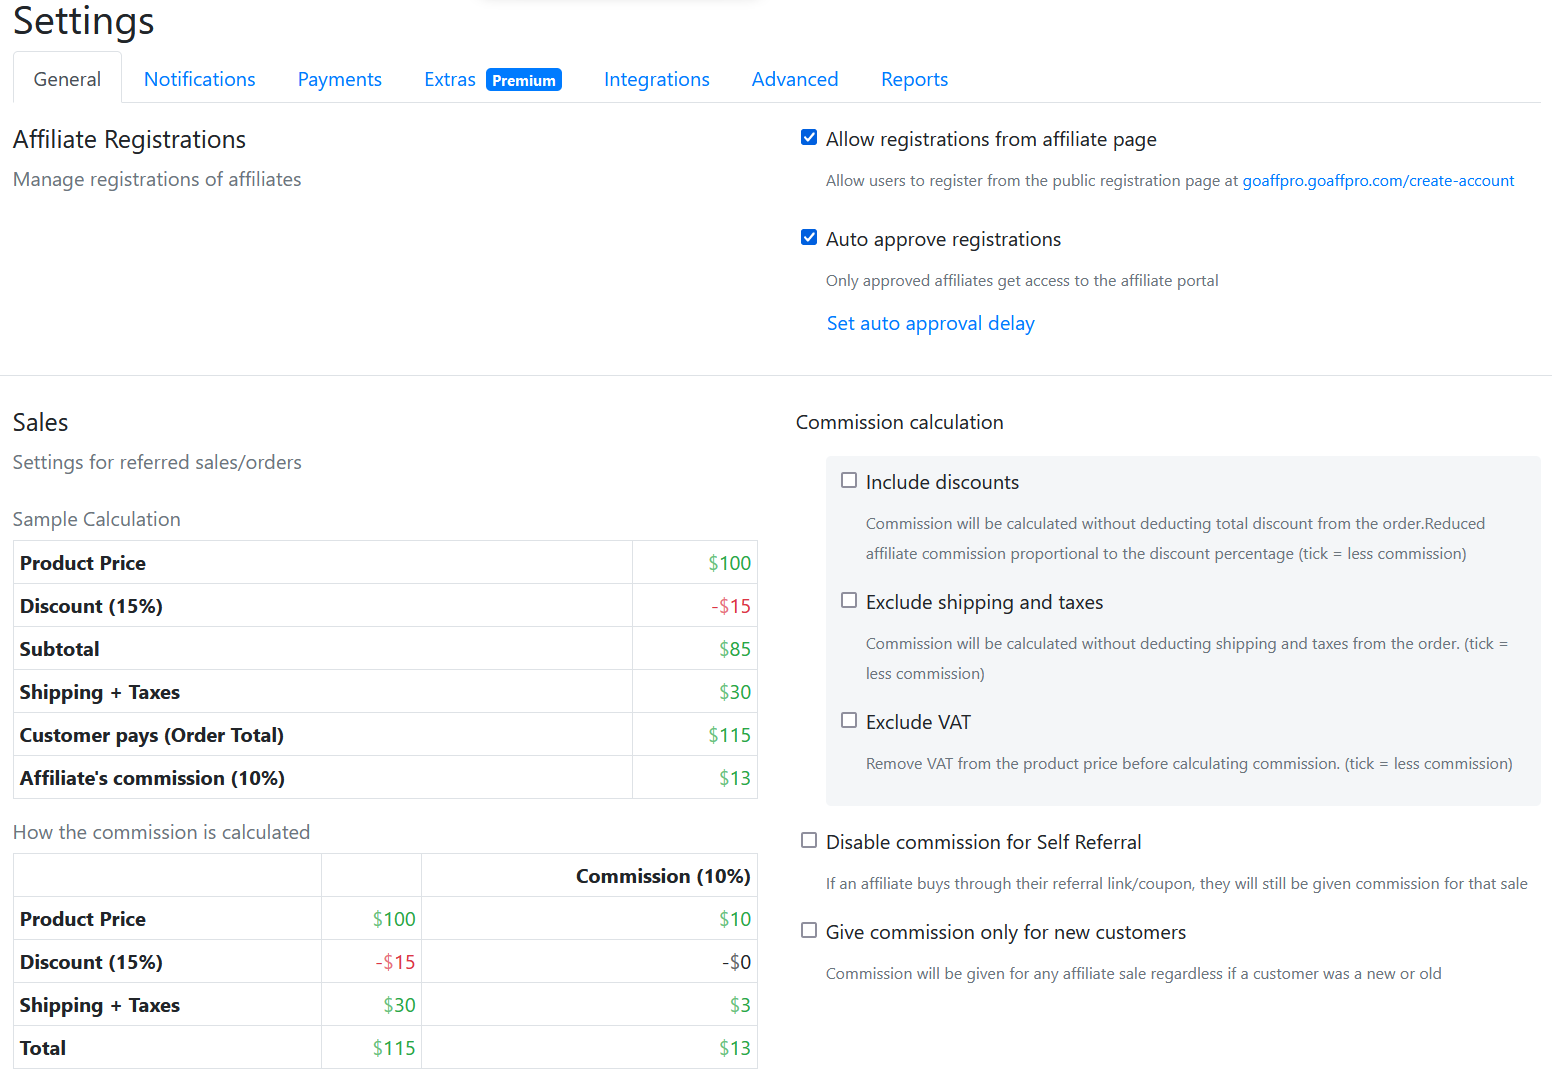 Settings
General Notifications Payments Extras Premium Integrations Advanced Reports
Affiliate Registrations
Manage registrations of affiliates
Allow registrations from affiliate page
Allow users to register from the public registration page at goaffpro.goaffpro.com/create-account
Auto approve registrations
Only approved affiliates get access to the affiliate portal
Set auto approval delay
Sales
Settings for referred sales/orders
Sample Calculation
Product Price $100
Discount (15%) -$15
Subtotal $85
Shipping + Taxes $30
Customer pays (Order Total) $115
Affiliate's commission (10%) $13
How the commission is calculated
Commission (10%)
Product Price $100 $10
Discount (15%) -$15 -$0
Shipping + Taxes $30 $3
Total $115 $13
Commission calculation
Include discounts
Commission will be calculated without deducting total discount from the order.Reduced
affiliate commission proportional to the discount percentage (tick = less commission)
Exclude shipping and taxes
Commission will be calculated without deducting shipping and taxes from the order. (tick =
less commission)
Exclude VAT
Remove VAT from the product price before calculating commission. (tick = less commission)
Disable commission for Self Referral
If an affiliate buys through their referral link/coupon, they will still be given commission for that sale
Give commission only for new customers
Commission will be given for any affiliate sale regardless if a customer was a new or old